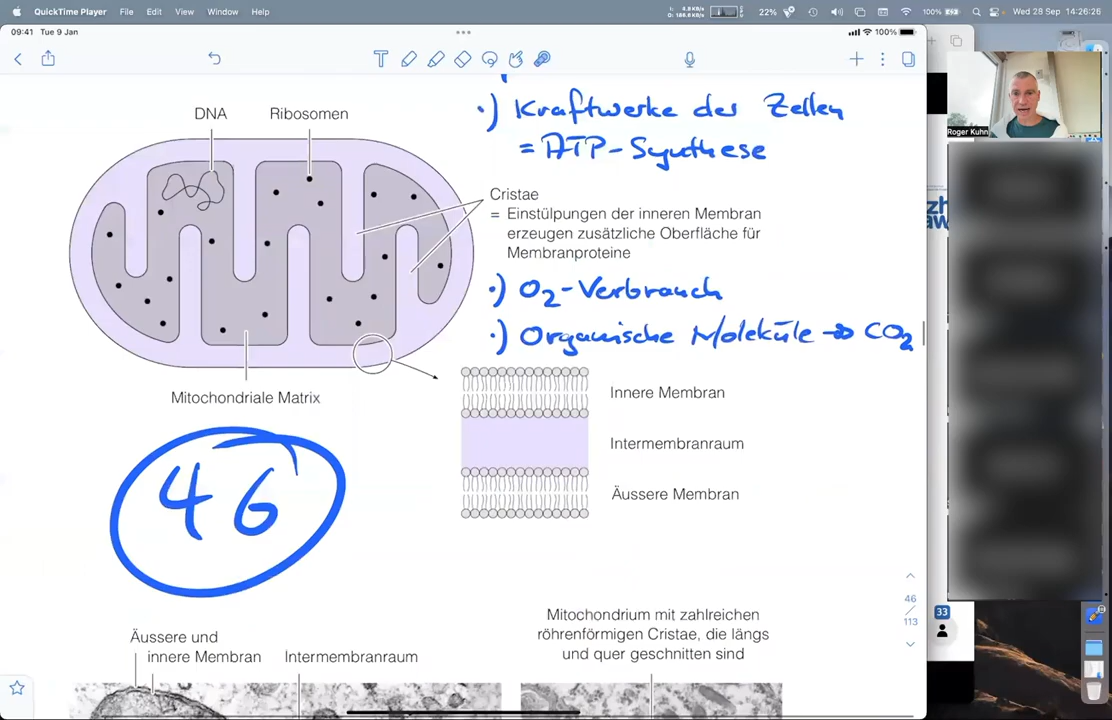 QuickTime Player File Edit View Window Help
22% 100% Wed 28 Sep 14:26:26
09:41 Tue 9 Jan
100%
DNA
Ribosomen
·) Kraftwerke der Zellen
= ATP-Synthese
Cristae
= Einstülpungen der inneren Membran
erzeugen zusätzliche Oberfläche für
Membranproteine
·) O₂-Verbrauch
·) Organische Moleküle → CO₂
Mitochondriale Matrix
Innere Membran
Intermembranraum
Äussere Membran
46
46
/
113
Äussere und
innere Membran
Intermembranraum
Mitochondrium mit zahlreichen
röhrenförmigen Cristae, die längs
und quer geschnitten sind
Roger Kuhn
zh
aw
33